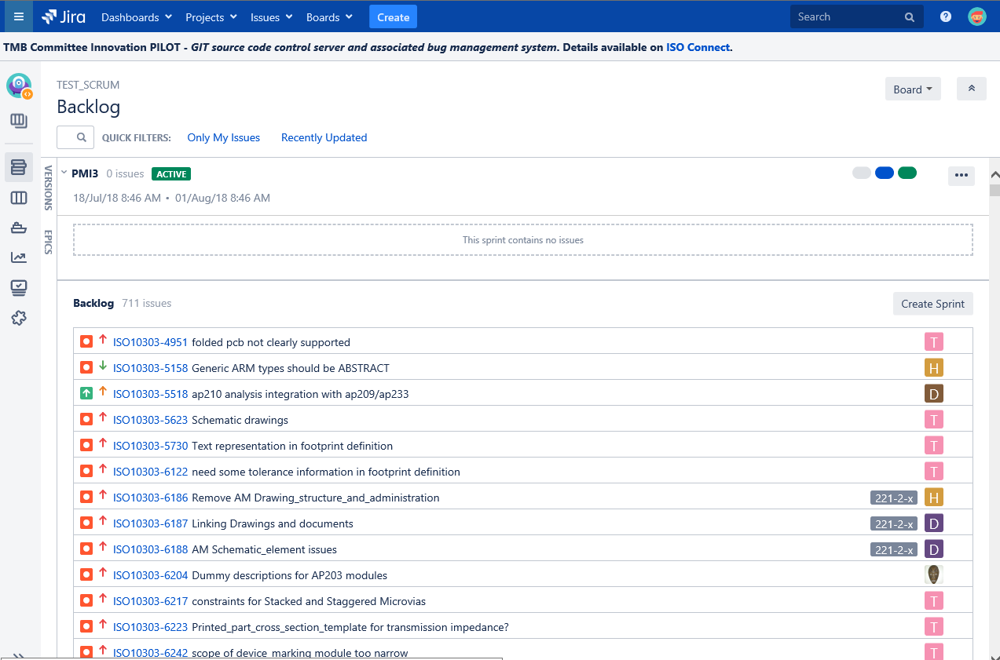 Jira Dashboards Projects Issues Boards Create Search
TMB Committee Innovation PILOT - GIT source code control server and associated bug management system. Details available on ISO Connect.
TEST_SCRUM
Backlog
Board
QUICK FILTERS: Only My Issues Recently Updated
VERSIONS
EPICS
PMI3 0 issues ACTIVE
18/Jul/18 8:46 AM • 01/Aug/18 8:46 AM
This sprint contains no issues
Backlog 711 issues
Create Sprint
ISO10303-4951 folded pcb not clearly supported T
ISO10303-5158 Generic ARM types should be ABSTRACT H
ISO10303-5518 ap210 analysis integration with ap209/ap233 D
ISO10303-5623 Schematic drawings T
ISO10303-5730 Text representation in footprint definition T
ISO10303-6122 need some tolerance information in footprint definition T
ISO10303-6186 Remove AM Drawing_structure_and_administration 221-2-x H
ISO10303-6187 Linking Drawings and documents 221-2-x D
ISO10303-6188 AM Schematic_element issues 221-2-x D
ISO10303-6204 Dummy descriptions for AP203 modules
ISO10303-6217 constraints for Stacked and Staggered Microvias T
ISO10303-6223 Printed_part_cross_section_template for transmission impedance? T
ISO10303-6242 scope of device_marking module too narrow T